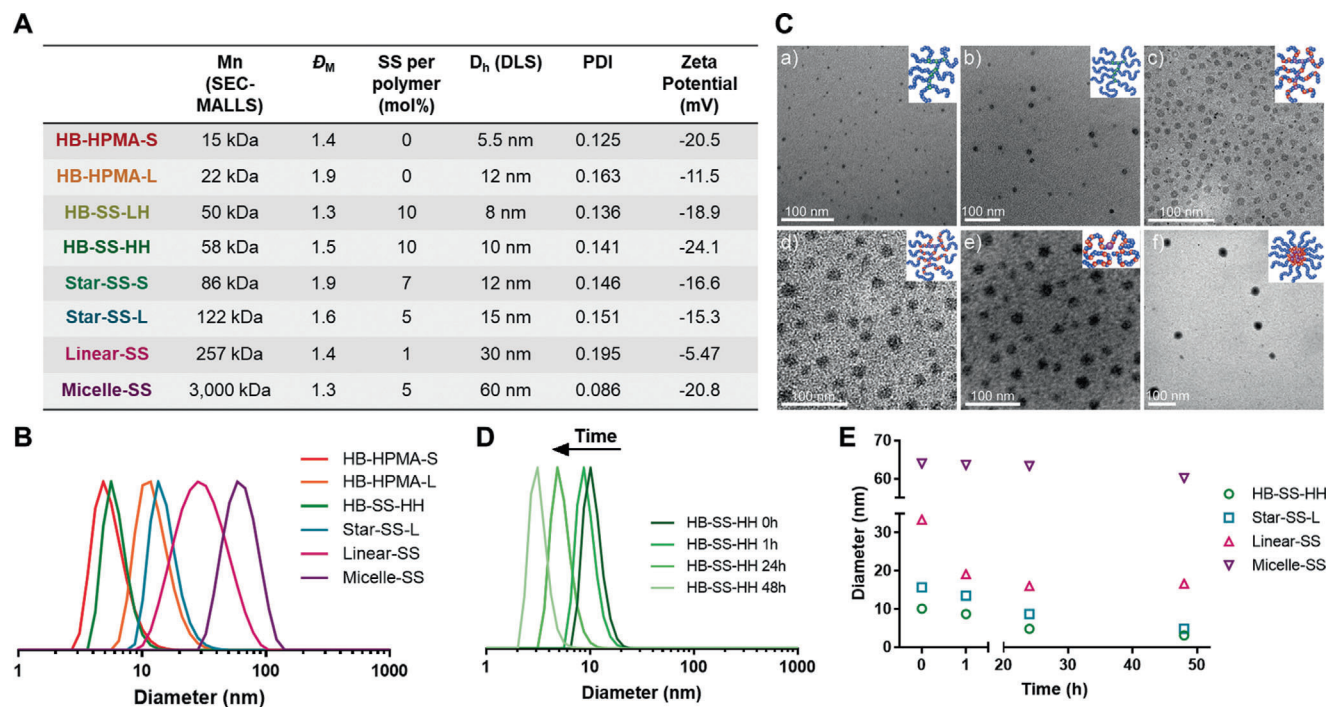 A
Mn (SEC-MALLS) ĐM SS per polymer (mol%) Dh (DLS) PDI Zeta Potential (mV)
HB-HPMA-S 15 kDa 1.4 0 5.5 nm 0.125 -20.5
HB-HPMA-L 22 kDa 1.9 0 12 nm 0.163 -11.5
HB-SS-LH 50 kDa 1.3 10 8 nm 0.136 -18.9
HB-SS-HH 58 kDa 1.5 10 10 nm 0.141 -24.1
Star-SS-S 86 kDa 1.9 7 12 nm 0.146 -16.6
Star-SS-L 122 kDa 1.6 5 15 nm 0.151 -15.3
Linear-SS 257 kDa 1.4 1 30 nm 0.195 -5.47
Micelle-SS 3,000 kDa 1.3 5 60 nm 0.086 -20.8
C
a) b) c)
100 nm 100 nm 100 nm
d) e) f)
100 nm 100 nm 100 nm
B
HB-HPMA-S
HB-HPMA-L
HB-SS-HH
Star-SS-L
Linear-SS
Micelle-SS
1 10 100 1000
Diameter (nm)
D
Time
HB-SS-HH 0h
HB-SS-HH 1h
HB-SS-HH 24h
HB-SS-HH 48h
1 10 100 1000
Diameter (nm)
E
Diameter (nm)
70
60
50
30
20
10
0
0 1 20 30 40 50
Time (h)
HB-SS-HH
Star-SS-L
Linear-SS
Micelle-SS